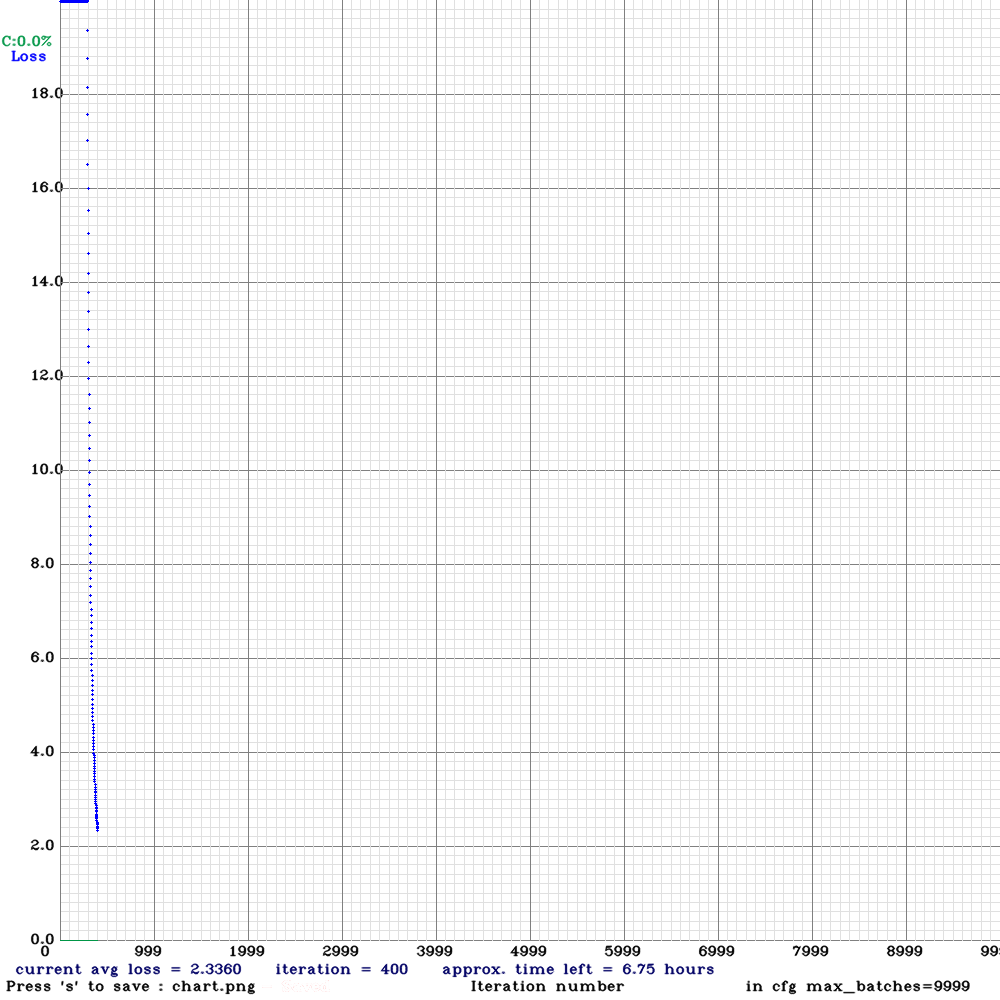 C:0.0%
Loss
18.0
16.0
14.0
12.0
10.0
8.0
6.0
4.0
2.0
0.0
0 999 1999 2999 3999 4999 5999 6999 7999 8999 99
current avg loss = 2.3360 iteration = 400 approx. time left = 6.75 hours
Press 's' to save : chart.png Iteration number in cfg max_batches=9999